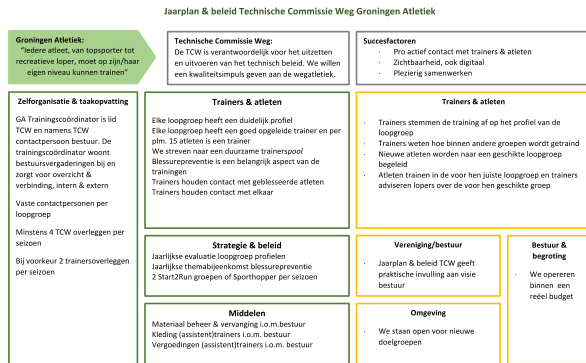 Jaarplan & beleid Technische Commissie Weg Groningen Atletiek
Groningen Atletiek:
"Iedere atleet, van topsporter tot
recreatieve loper, moet op zijn/haar
eigen niveau kunnen trainen"
Technische Commissie Weg:
De TCW is verantwoordelijk voor het uitzetten
en uitvoeren van het technisch beleid. We willen
een kwaliteitsimpuls geven aan de wegatletiek.
Succesfactoren
· Pro actief contact met trainers & atleten
· Zichtbaarheid, ook digitaal
· Plezierig samenwerken
Zelforganisatie & taakopvatting
GA Trainingscoördinator is lid
TCW en namens TCW
contactpersoon bestuur. De
trainingscoördinator woont
bestuursvergaderingen bij en
zorgt voor overzicht &
verbinding, intern & extern
Vaste contactpersonen per
loopgroep
Minstens 4 TCW overleggen per
seizoen
Bij voorkeur 2 trainersoverleggen
per seizoen
Trainers & atleten
Elke loopgroep heeft een duidelijk profiel
Elke loopgroep heeft een goed opgeleide trainer en per
plm. 15 atleten is een trainer
We streven naar een duurzame trainerspool
Blessurepreventie is een belangrijk aspect van de
trainingen
Trainers houden contact met geblesseerde atleten
Trainers houden contact met elkaar
Trainers & atleten
· Trainers stemmen de training af op het profiel van de
loopgroep
· Trainers weten hoe binnen andere groepen wordt getraind
· Nieuwe atleten worden naar een geschikte loopgroep
begeleid
· Atleten trainen in de voor hen juiste loopgroep en trainers
adviseren lopers over de voor hen geschikte groep
Strategie & beleid
Jaarlijkse evaluatie loopgroep profielen
Jaarlijkse themabijeenkomst blessurepreventie
2 Start2Run groepen of Sporthopper per seizoen
Vereniging/bestuur
· Jaarplan & beleid TCW geeft
praktische invulling aan visie
bestuur
Bestuur &
begroting
· We opereren
binnen een
reëel budget
Middelen
Materiaal beheer & vervanging i.o.m.bestuur
Kleding (assistent)trainers i.o.m. bestuur
Vergoedingen (assistent)trainers i.o.m. bestuur
Omgeving
· We staan open voor nieuwe
doelgroepen